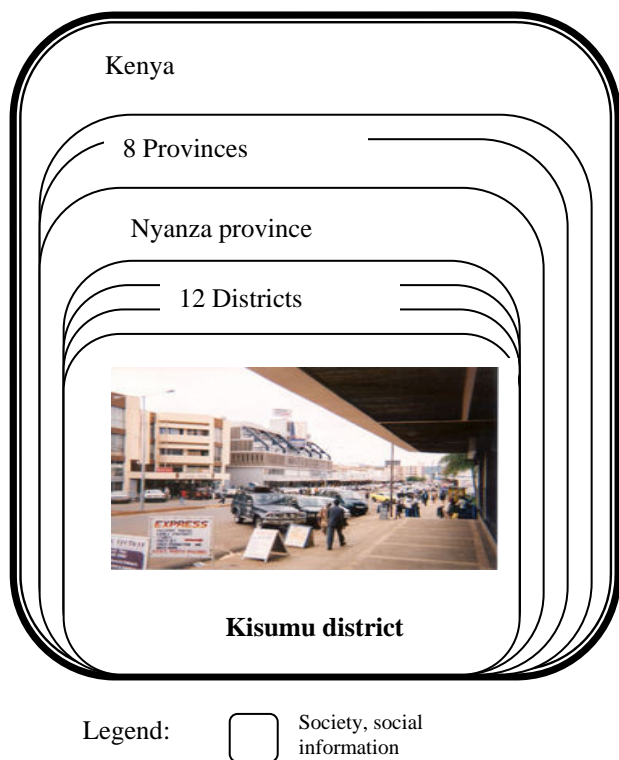 Kenya
8 Provinces
Nyanza province
12 Districts
EXPRESS
Kisumu district
Legend:
Society, social
information